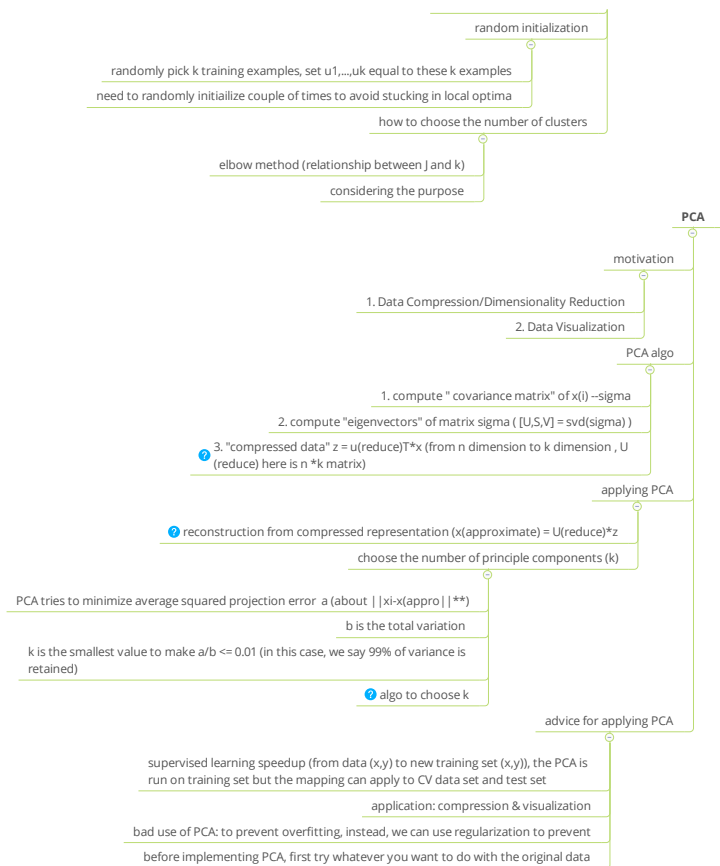 random initialization
randomly pick k training examples, set u1,...,uk equal to these k examples
need to randomly initiailize couple of times to avoid stucking in local optima
how to choose the number of clusters
elbow method (relationship between J and k)
considering the purpose
PCA
motivation
1. Data Compression/Dimensionality Reduction
2. Data Visualization
PCA algo
1. compute " covariance matrix" of x(i) --sigma
2. compute "eigenvectors" of matrix sigma ( [U,S,V] = svd(sigma) )
3. "compressed data" z = u(reduce)T*x (from n dimension to k dimension , U
(reduce) here is n *k matrix)
applying PCA
reconstruction from compressed representation (x(approximate) = U(reduce)*z
choose the number of principle components (k)
PCA tries to minimize average squared projection error  a (about ||xi-x(appro||**)
b is the total variation
k is the smallest value to make a/b <= 0.01 (in this case, we say 99% of variance is
retained)
algo to choose k
advice for applying PCA
supervised learning speedup (from data (x,y) to new training set (x,y)), the PCA is
run on training set but the mapping can apply to CV data set and test set
application: compression & visualization
bad use of PCA: to prevent overfitting, instead, we can use regularization to prevent
before implementing PCA, first try whatever you want to do with the original data